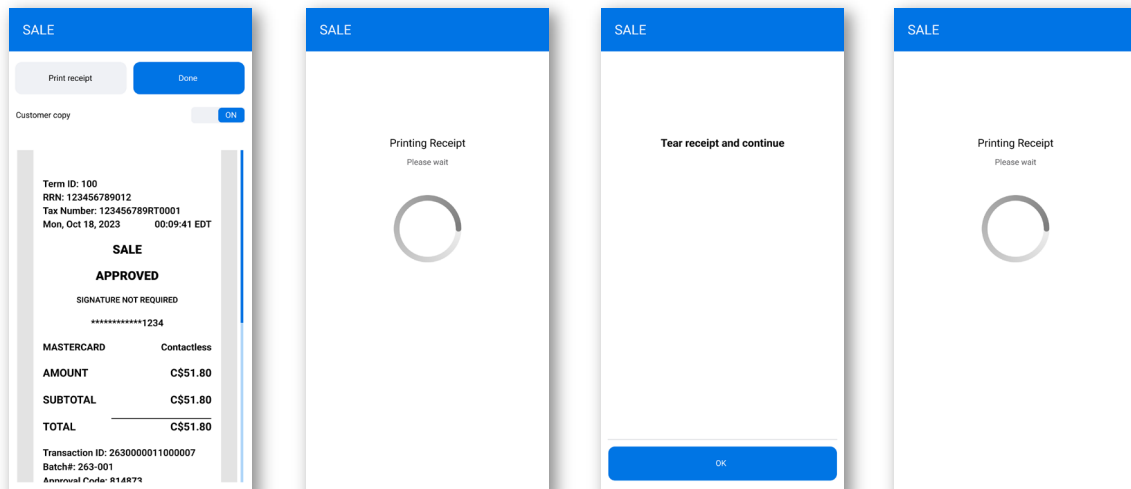 SALE
Print receipt
Done
Customer copy
ON
Term ID: 100
RRN: 123456789012
Tax Number: 123456789RT0001
Mon, Oct 18, 2023 00:09:41 EDT
SALE
APPROVED
SIGNATURE NOT REQUIRED
************1234
MASTERCARD Contactless
AMOUNT C$51.80
SUBTOTAL C$51.80
TOTAL C$51.80
Transaction ID: 2630000011000007
Batch#: 263-001
Approval Code: 814873
SALE
Printing Receipt
Please wait
SALE
Tear receipt and continue
OK
SALE
Printing Receipt
Please wait